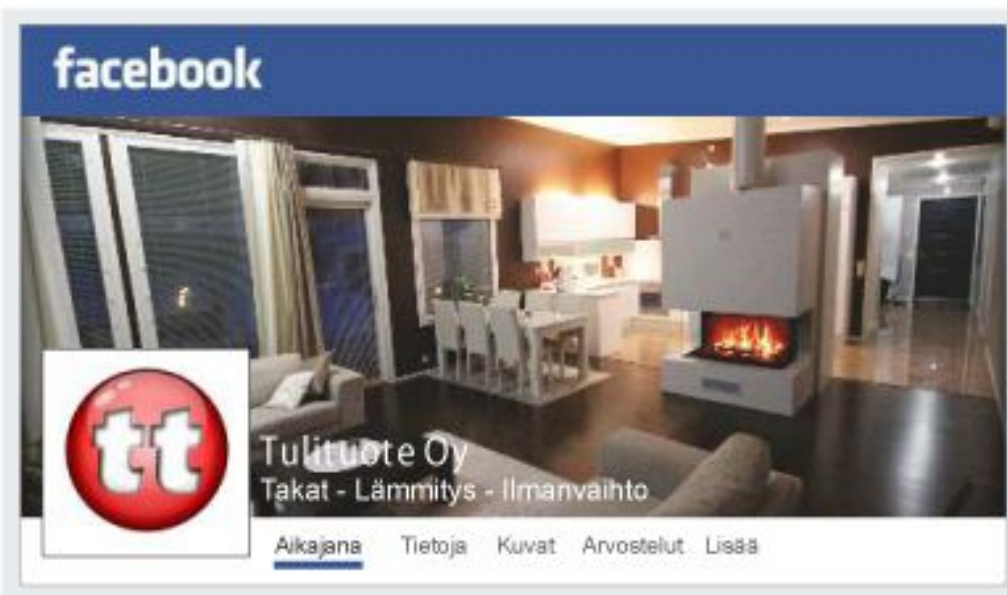 facebook
tt
Tulituote Oy
Takat - Lämmitys - Ilmanvaihto
Aikajana Tietoja Kuvat Arvostelut Lisää